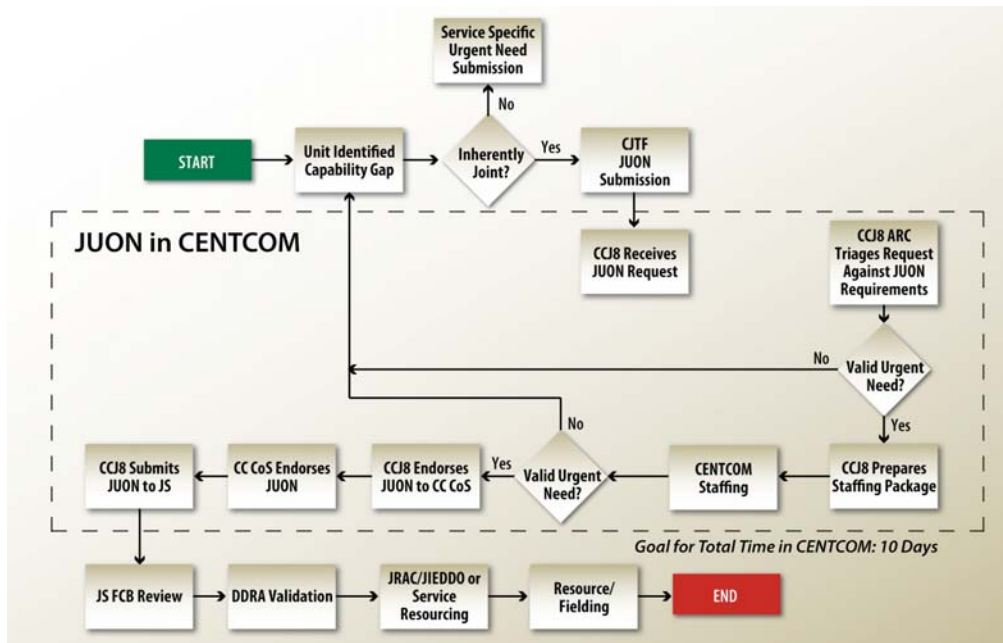 Service Specific
Urgent Need
Submission
No
START
Unit Identified
Capability Gap
Inherently
Joint?
Yes
CJTF
JUON
Submission
JUON in CENTCOM
CCJ8 Receives
JUON Request
CCJ8 ARC
Triages Request
Against JUON
Requirements
No
Valid Urgent
Need?
Yes
CCJ8 Prepares
Staffing Package
CENTCOM
Staffing
No
Valid Urgent
Need?
Yes
CCJ8 Endorses
JUON to CC CoS
CC CoS Endorses
JUON
CCJ8 Submits
JUON to JS
Goal for Total Time in CENTCOM: 10 Days
JS FCB Review
DDRA Validation
JRAC/JIEDDO or
Service
Resourcing
Resource/
Fielding
END